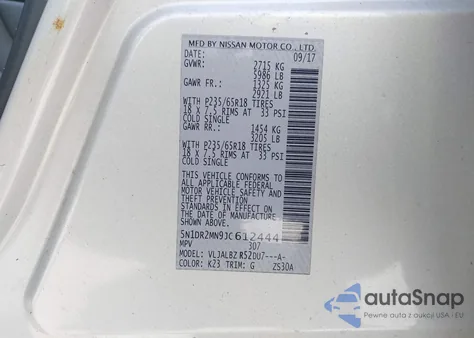 MFD BY NISSAN MOTOR CO., LTD.
DATE: 09/17
GVWR: 2715 KG
5986 LB
GAWR FR.: 1325 KG
2921 LB
WITH P235/65R18 TIRES
18 X 7.5 RIMS AT 33 PSI
COLD SINGLE
GAWR RR.: 1454 KG
3205 LB
WITH P235/65R18 TIRES
18 X 7.5 RIMS AT 33 PSI
COLD SINGLE
THIS VEHICLE CONFORMS TO
ALL APPLICABLE FEDERAL
MOTOR VEHICLE SAFETY AND
THEFT PREVENTION
STANDARDS IN EFFECT ON
THE DATE OF MANUFACTURE
SHOWN ABOVE
5N1DR2MN9JC612444
MPV 307
MODEL: VLJALBZ R52DU7---A-
COLOR: K23 TRIM: G ZS30A
autoSnap
Pewne auta z dostawą z USA i EU